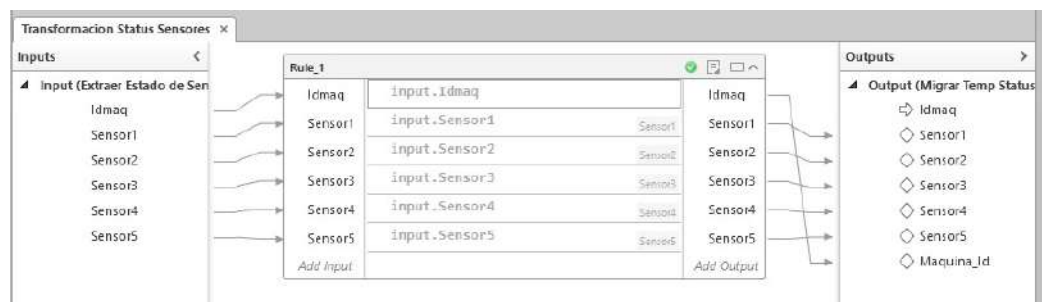 Transformacion Status Sensores ×
Inputs
Input (Extraer Estado de Sen
Idmaq
Sensor1
Sensor2
Sensor3
Sensor4
Sensor5
Rule_1
Idmaq input.Idmaq Idmaq
Sensor1 input.Sensor1 Sensor1 Sensor1
Sensor2 input.Sensor2 Sensor2 Sensor2
Sensor3 input.Sensor3 Sensor3 Sensor3
Sensor4 input.Sensor4 Sensor4 Sensor4
Sensor5 input.Sensor5 Sensor5 Sensor5
Add Input Add Output
Outputs
Output (Migrar Temp Status
Idmaq
Sensor1
Sensor2
Sensor3
Sensor4
Sensor5
Maquina_Id